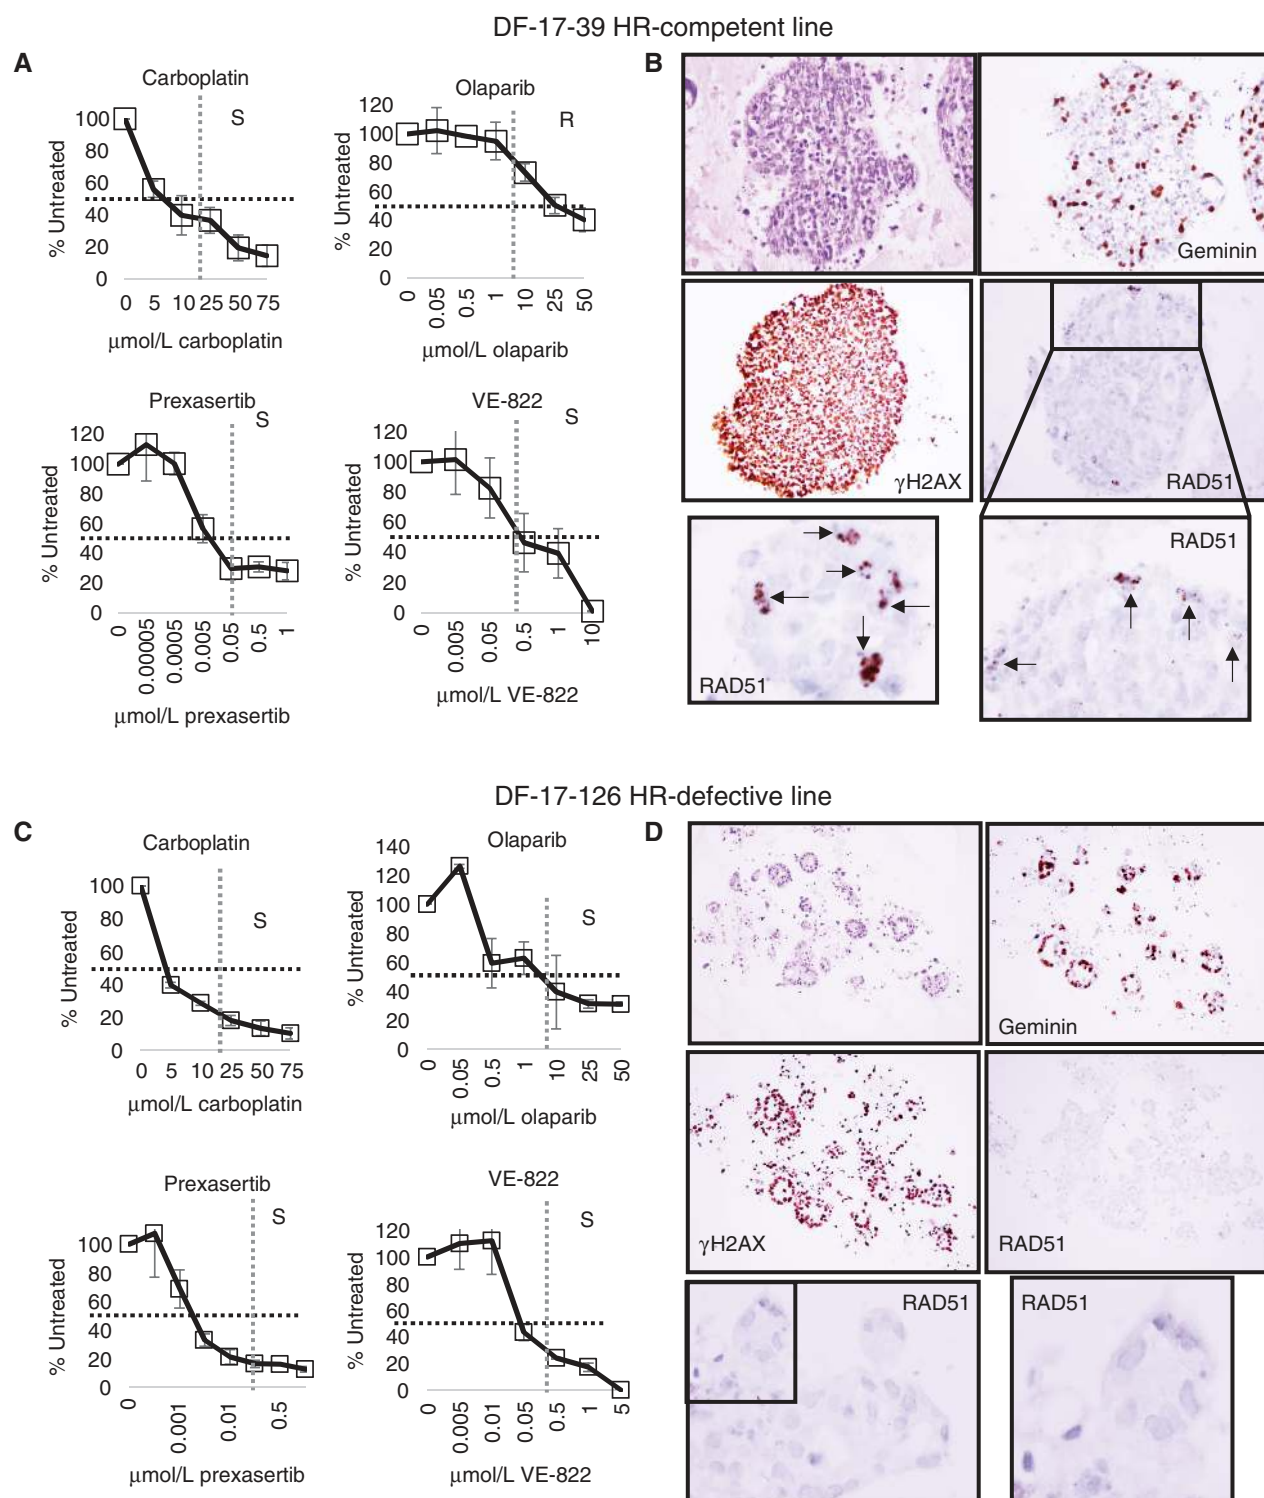 DF-17-39 HR-competent line
A
Carboplatin
S
% Untreated
100
80
60
40
20
0
0 5 10 25 50 75
μmol/L carboplatin
Olaparib
R
% Untreated
120
100
80
60
40
20
0
0 0.05 0.5 1 10 25 50
μmol/L olaparib
Prexasertib
S
% Untreated
120
100
80
60
40
20
0
0 0.00005 0.0005 0.005 0.05 0.5 1
μmol/L prexasertib
VE-822
S
% Untreated
120
100
80
60
40
20
0
0 0.005 0.05 0.5 1 10
μmol/L VE-822
B
Geminin
γH2AX
RAD51
RAD51
RAD51
DF-17-126 HR-defective line
C
Carboplatin
S
% Untreated
100
80
60
40
20
0
0 5 10 25 50 75
μmol/L carboplatin
Olaparib
S
% Untreated
140
120
100
80
60
40
20
0
0 0.05 0.5 1 10 25 50
μmol/L olaparib
Prexasertib
S
% Untreated
100
80
60
40
20
0
0 0.001 0.01 0.5
μmol/L prexasertib
VE-822
S
% Untreated
120
100
80
60
40
20
0
0 0.005 0.01 0.05 0.5 1 5
μmol/L VE-822
D
Geminin
γH2AX
RAD51
RAD51
RAD51